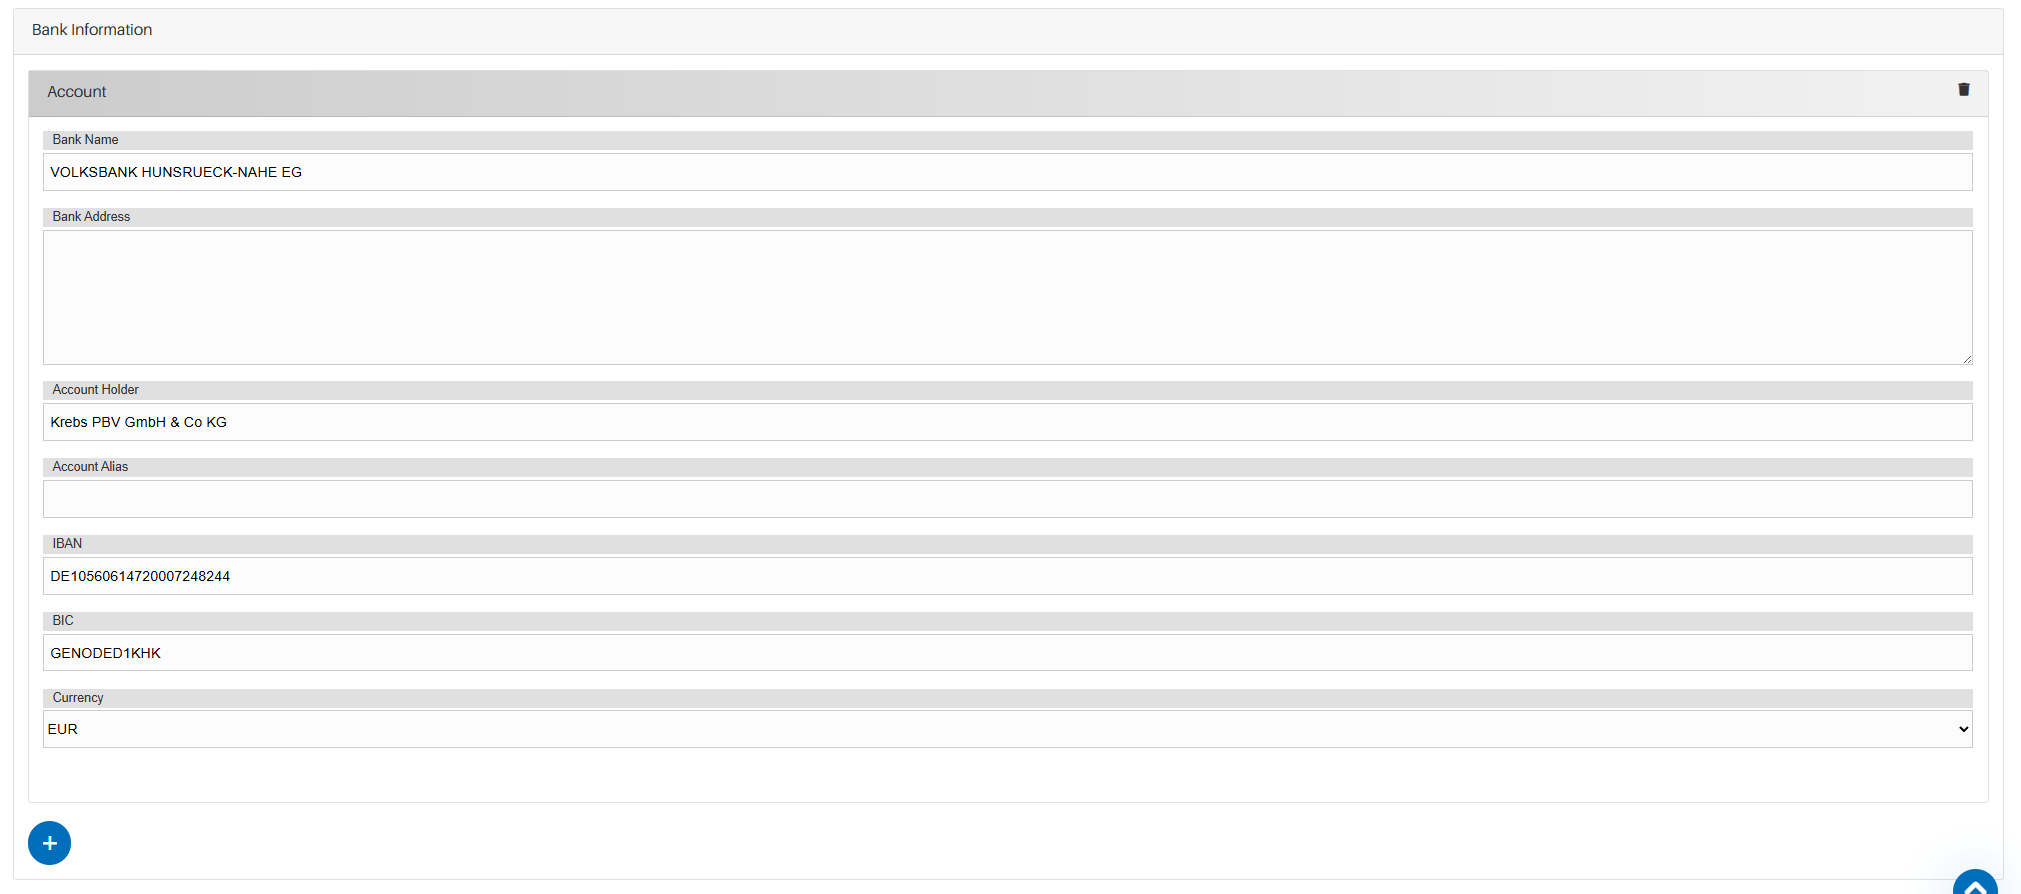 Bank Information
Account
Bank Name
VOLKSBANK HUNSRUECK-NAHE EG
Bank Address
Account Holder
Krebs PBV GmbH & Co KG
Account Alias
IBAN
DE10560614720007248244
BIC
GENODED1KHK
Currency
EUR